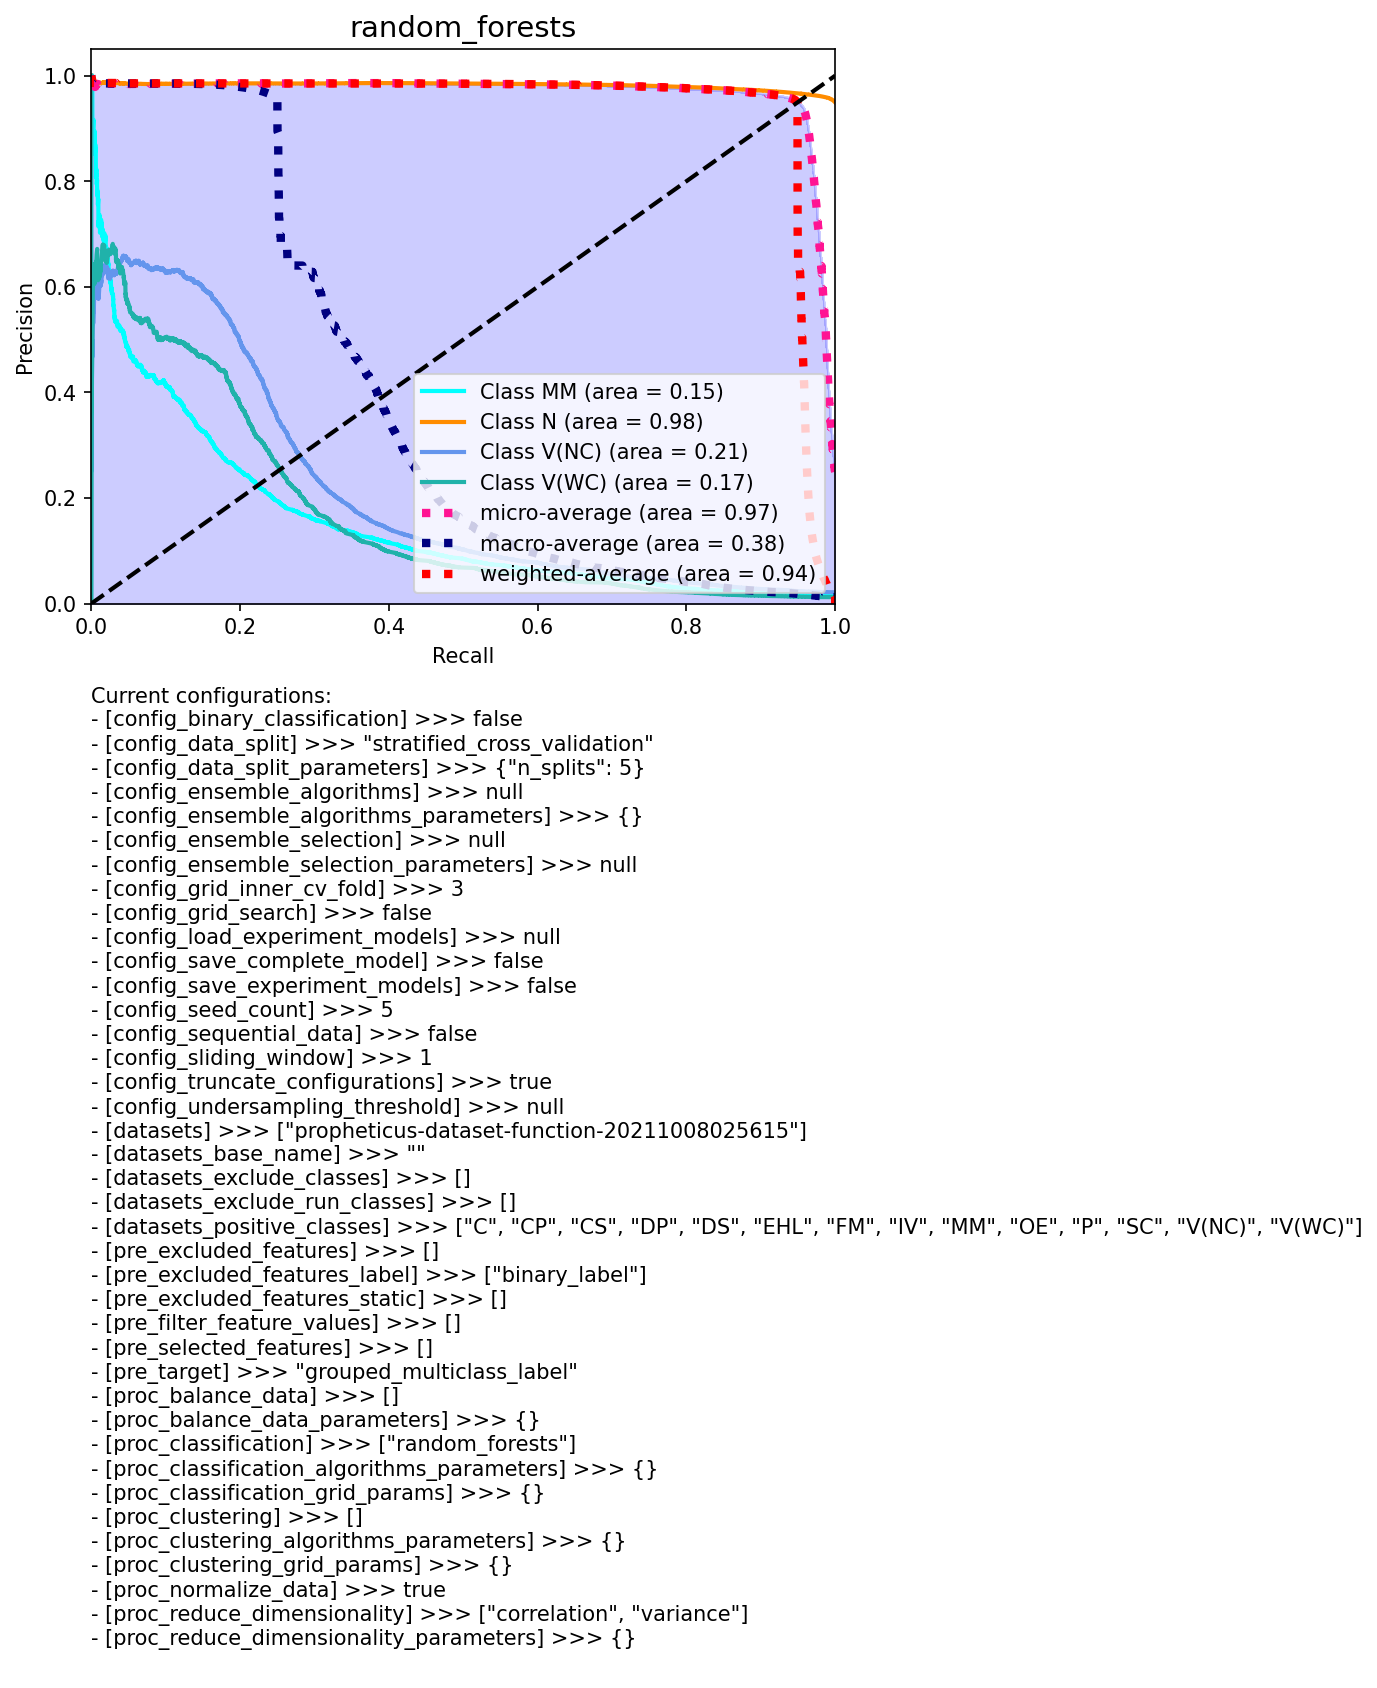 random_forests
1.0
0.8
0.6
0.4
0.2
0.0
Precision
Class MM (area = 0.15)
Class N (area = 0.98)
Class V(NC) (area = 0.21)
Class V(WC) (area = 0.17)
micro-average (area = 0.97)
macro-average (area = 0.38)
weighted-average (area = 0.94)
0.0 0.2 0.4 0.6 0.8 1.0
Recall
Current configurations:
- [config_binary_classification] >>> false
- [config_data_split] >>> "stratified_cross_validation"
- [config_data_split_parameters] >>> {"n_splits": 5}
- [config_ensemble_algorithms] >>> null
- [config_ensemble_algorithms_parameters] >>> {}
- [config_ensemble_selection] >>> null
- [config_ensemble_selection_parameters] >>> null
- [config_grid_inner_cv_fold] >>> 3
- [config_grid_search] >>> false
- [config_load_experiment_models] >>> null
- [config_save_complete_model] >>> false
- [config_save_experiment_models] >>> false
- [config_seed_count] >>> 5
- [config_sequential_data] >>> false
- [config_sliding_window] >>> 1
- [config_truncate_configurations] >>> true
- [config_undersampling_threshold] >>> null
- [datasets] >>> ["propheticus-dataset-function-20211008025615"]
- [datasets_base_name] >>> ""
- [datasets_exclude_classes] >>> []
- [datasets_exclude_run_classes] >>> []
- [datasets_positive_classes] >>> ["C", "CP", "CS", "DP", "DS", "EHL", "FM", "IV", "MM", "OE", "P", "SC", "V(NC)", "V(WC)"]
- [pre_excluded_features] >>> []
- [pre_excluded_features_label] >>> ["binary_label"]
- [pre_excluded_features_static] >>> []
- [pre_filter_feature_values] >>> []
- [pre_selected_features] >>> []
- [pre_target] >>> "grouped_multiclass_label"
- [proc_balance_data] >>> []
- [proc_balance_data_parameters] >>> {}
- [proc_classification] >>> ["random_forests"]
- [proc_classification_algorithms_parameters] >>> {}
- [proc_classification_grid_params] >>> {}
- [proc_clustering] >>> []
- [proc_clustering_algorithms_parameters] >>> {}
- [proc_clustering_grid_params] >>> {}
- [proc_normalize_data] >>> true
- [proc_reduce_dimensionality] >>> ["correlation", "variance"]
- [proc_reduce_dimensionality_parameters] >>> {}